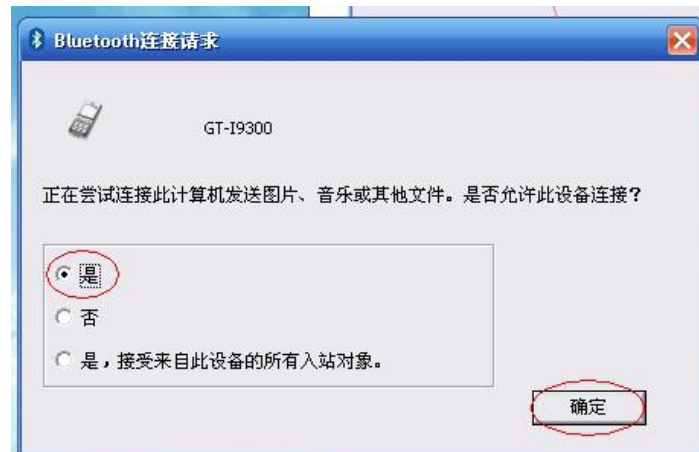 Bluetooth连接请求
GT-I9300
正在尝试连接此计算机发送图片、音乐或其他文件。是否允许此设备连接?
是
否
是,接受来自此设备的所有入站对象。
确定